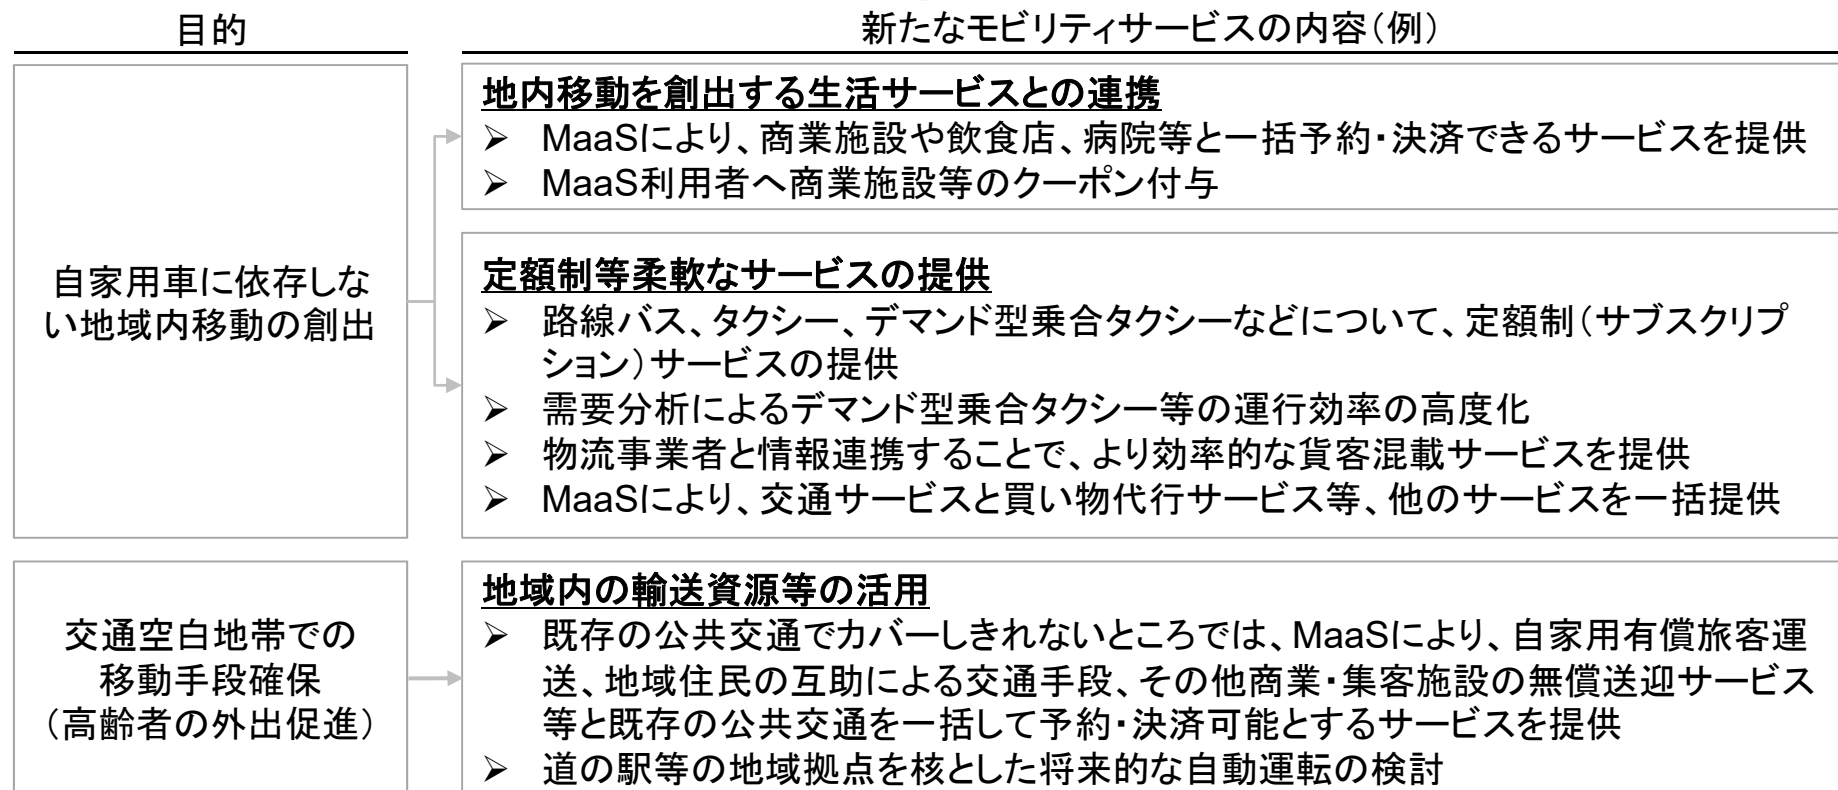 目的
新たなモビリティサービスの内容（例）
自家用車に依存しな
い地域内移動の創出
地内移動を創出する生活サービスとの連携
➢ MaaSにより、商業施設や飲食店、病院等と一括予約・決済できるサービスを提供
➢ MaaS利用者へ商業施設等のクーポン付与
定額制等柔軟なサービスの提供
➢ 路線バス、タクシー、デマンド型乗合タクシーなどについて、定額制（サブスクリプ
ション）サービスの提供
➢ 需要分析によるデマンド型乗合タクシー等の運行効率の高度化
➢ 物流事業者と情報連携することで、より効率的な貨客混載サービスを提供
➢ MaaSにより、交通サービスと買い物代行サービス等、他のサービスを一括提供
交通空白地帯での
移動手段確保
（高齢者の外出促進）
地域内の輸送資源等の活用
➢ 既存の公共交通でカバーしきれないところでは、MaaSにより、自家用有償旅客運
送、地域住民の互助による交通手段、その他商業・集客施設の無償送迎サービス
等と既存の公共交通を一括して予約・決済可能とするサービスを提供
➢ 道の駅等の地域拠点を核とした将来的な自動運転の検討